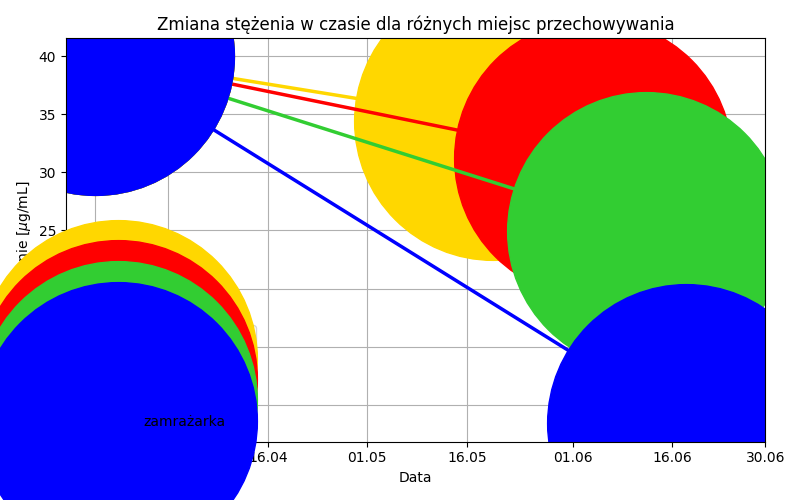 Zmiana stężenia w czasie dla różnych miejsc przechowywania
40
35
30
25
nie [µg/mL]
zamrażarka
16.04
01.05
16.05
01.06
16.06
30.06
Data